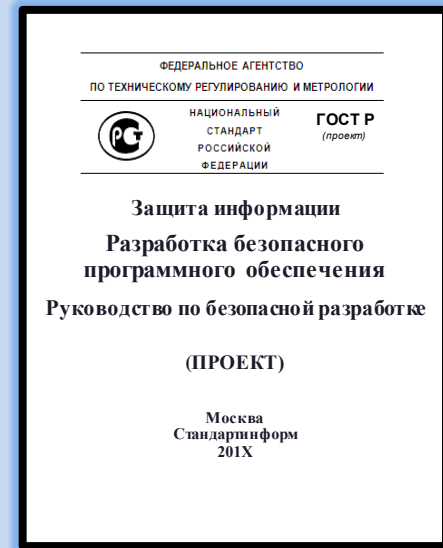 ФЕДЕРАЛЬНОЕ АГЕНТСТВО
ПО ТЕХНИЧЕСКОМУ РЕГУЛИРОВАНИЮ И МЕТРОЛОГИИ
НАЦИОНАЛЬНЫЙ
СТАНДАРТ
РОССИЙСКОЙ
ФЕДЕРАЦИИ
ГОСТ Р
(проект)
Защита информации
Разработка безопасного
программного обеспечения
Руководство по безопасной разработке
(ПРОЕКТ)
Москва
Стандартинформ
201X